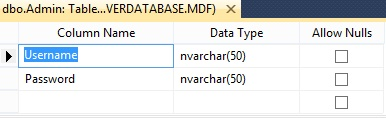 dbo.Admin: Table...VERDATABASE.MDF)
Column Name Data Type Allow Nulls
Username nvarchar(50)
Password nvarchar(50)